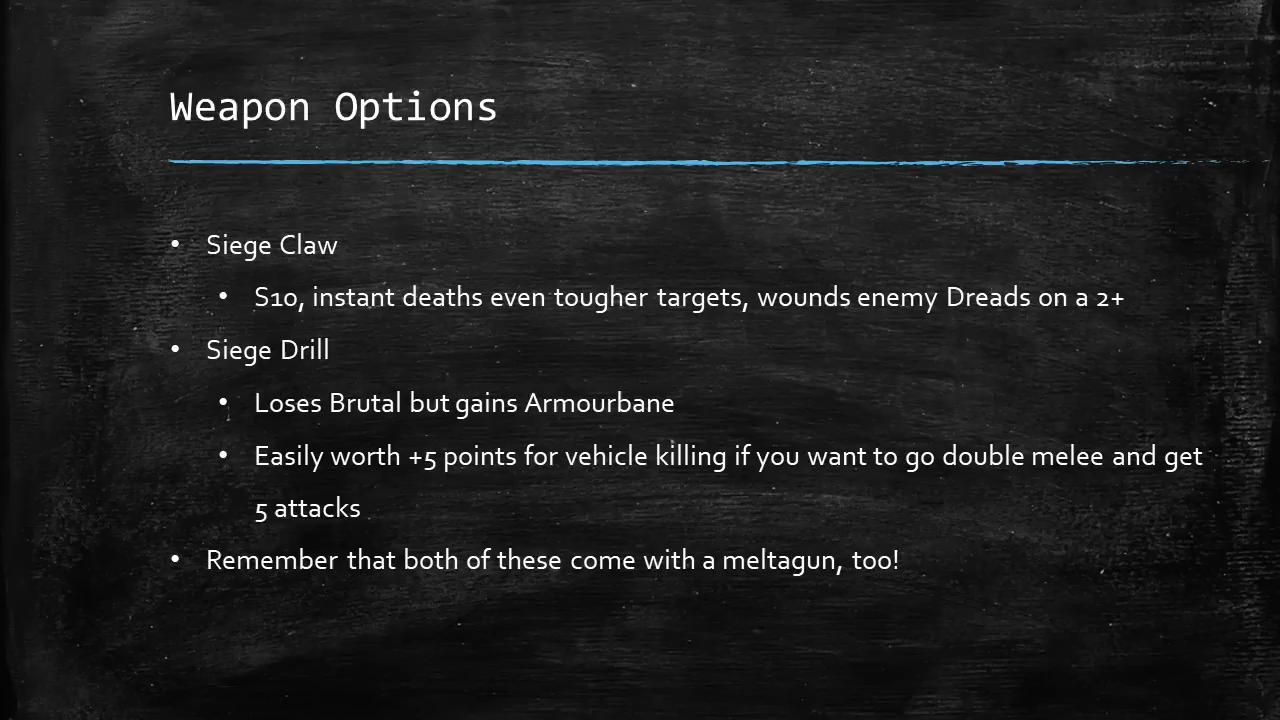 Weapon Options
• Siege Claw
• S10, instant deaths even tougher targets, wounds enemy Dreads on a 2+
• Siege Drill
• Loses Brutal but gains Armourbane
• Easily worth +5 points for vehicle killing if you want to go double melee and get
5 attacks
• Remember that both of these come with a meltagun, too!